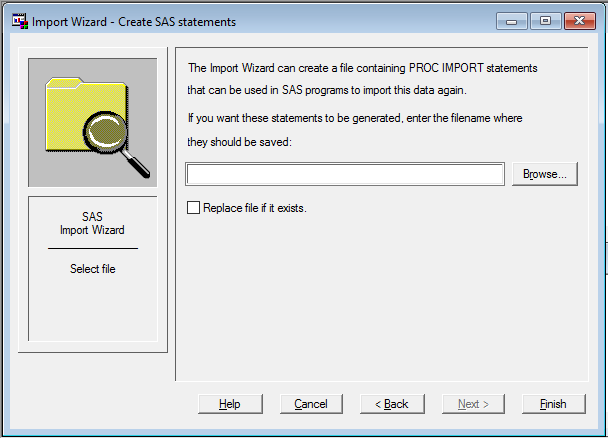 Import Wizard - Create SAS statements
SAS
Import Wizard
Select file
The Import Wizard can create a file containing PROC IMPORT statements
that can be used in SAS programs to import this data again.
If you want these statements to be generated, enter the filename where
they should be saved:
Browse...
Replace file if it exists.
Help
Cancel
< Back
Next >
Finish